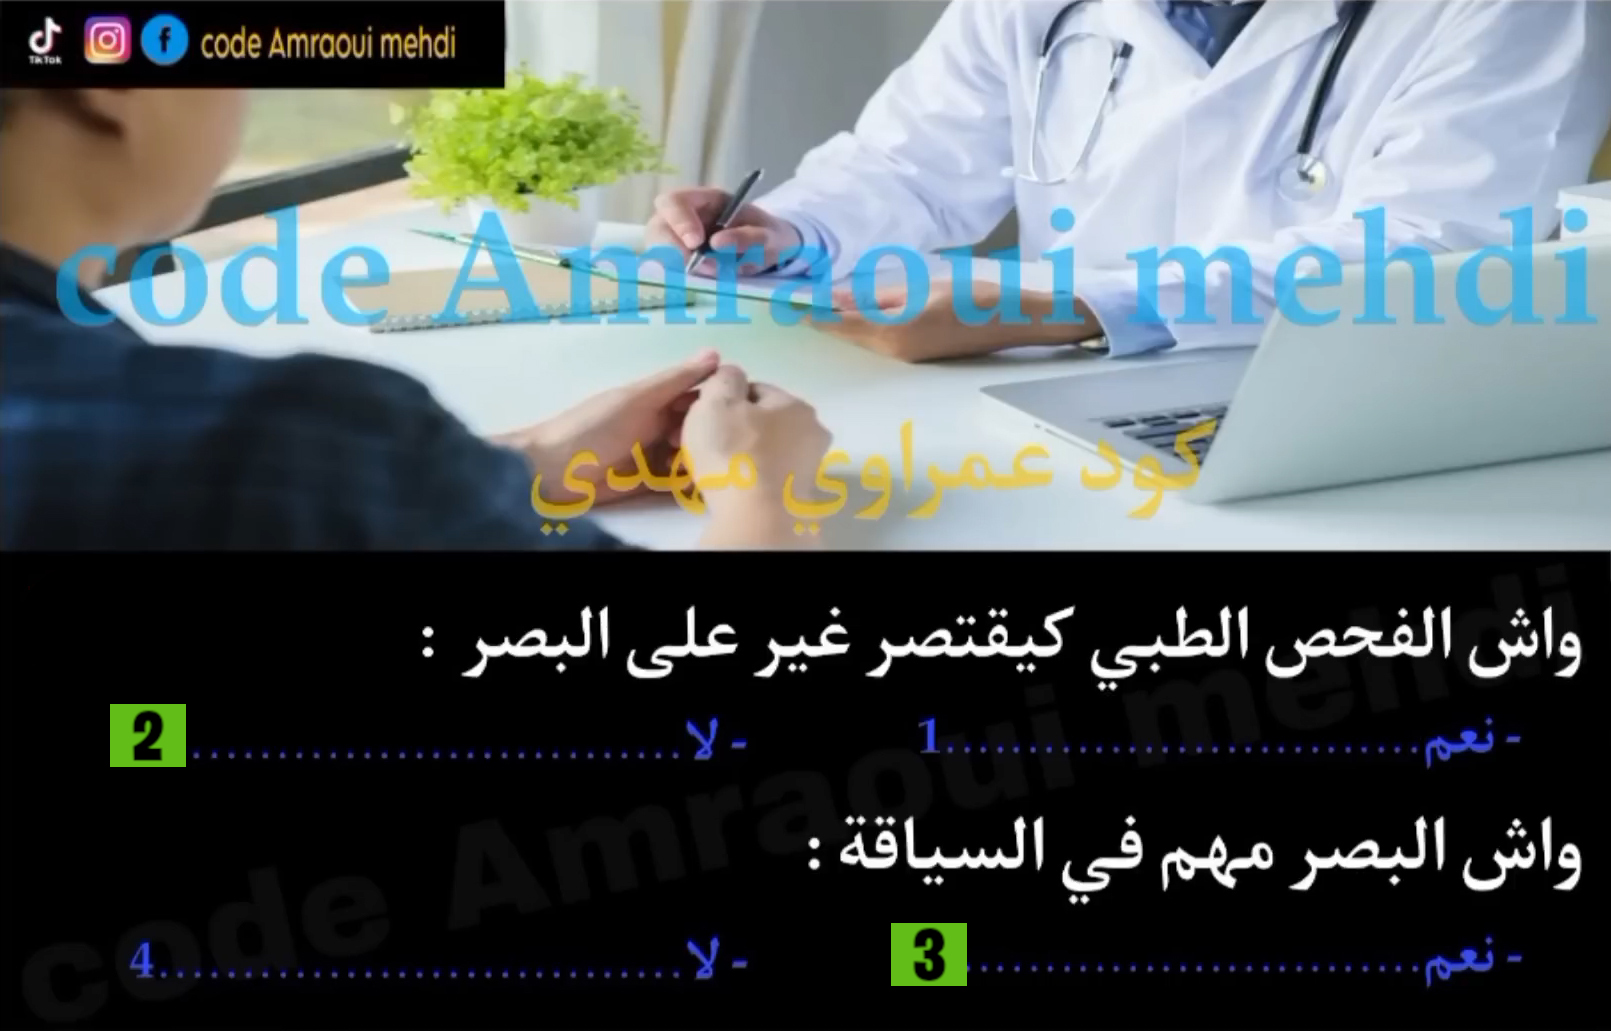 TikTok
code Amraoui mehdi
code Amraoui mehdi
كود عمراوي مهدي
واش الفحص الطبي كيقتصر غير على البصر :
- نعم..............................1
- لا..............................2
واش البصر مهم في السياقة :
- نعم..............................3
- لا..............................4
code Amraoui mehdi